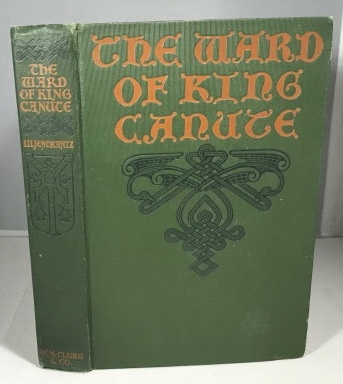 THE WARD
OF KING
CANUTE
THE
WARD
OF KING
CANUTE
LILJENCRANTZ
A.C. McCLURG
& CO.